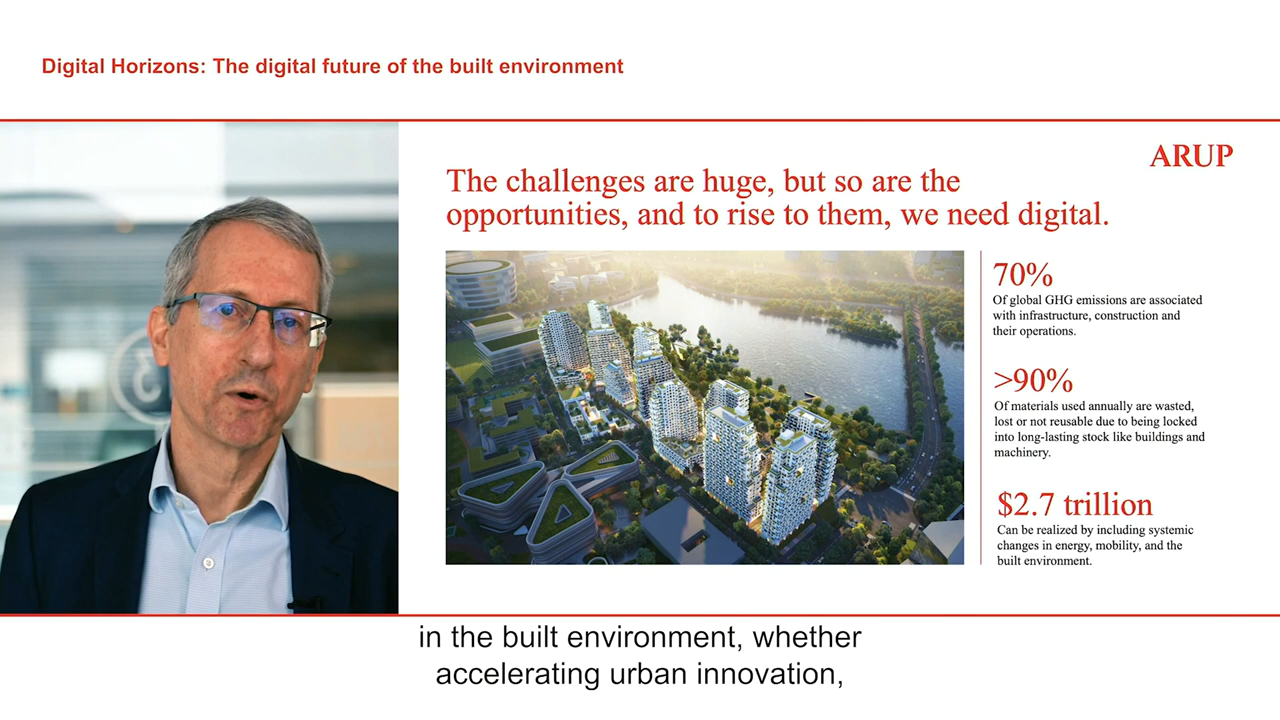 Digital Horizons: The digital future of the built environment
ARUP
The challenges are huge, but so are the
opportunities, and to rise to them, we need digital.
70%
Of global GHG emissions are associated
with infrastructure, construction and
their operations.
>90%
Of materials used annually are wasted,
lost or not reusable due to being locked
into long-lasting stock like buildings and
machinery.
$2.7 trillion
Can be realized by including systemic
changes in energy, mobility, and the
built environment.
in the built environment, whether
accelerating urban innovation,